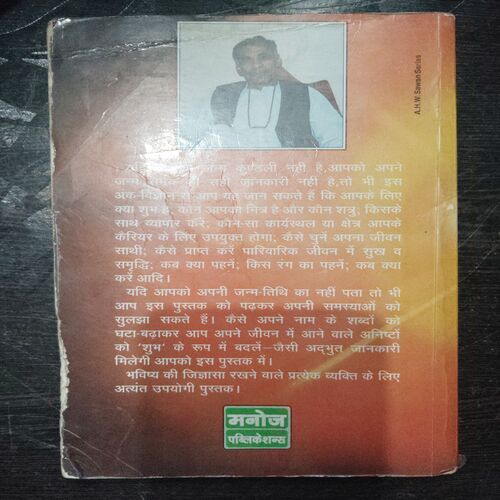 जन्म कुण्डली नहीं है, आपको अपने
सही जानकारी नहीं है, तो भी इस
अंक-विज्ञान से आप यह जान सकते हैं कि आपके लिए
क्या शुभ है, कौन आपका मित्र है और कौन शत्रु; किसके
साथ व्यापार करें, कौन-सा कार्यस्थल या क्षेत्र आपके
कैरियर के लिए उपयुक्त होगा; कैसे चुनें अपना जीवन
साथी; कैसे प्राप्त करें पारिवारिक जीवन में सुख व
समृद्धि; कब क्या पहनें; किस रंग का पहनें; कब क्या
करें आदि।
यदि आपको अपनी जन्म-तिथि का नहीं पता तो भी
आप इस पुस्तक को पढकर अपनी समस्याओं को
सुलझा सकते हैं। कैसे अपने नाम के शब्दों को
घटा-बढ़ाकर आप अपने जीवन में आने वाले अनिष्टों
को 'शुभ' के रूप में बदलें—जैसी अद्भुत जानकारी
मिलेगी आपको इस पुस्तक में।
भविष्य की जिज्ञासा रखने वाले प्रत्येक व्यक्ति के लिए
अत्यंत उपयोगी पुस्तक।
मनोज
पब्लिकेशन्स
A.H.W. Sawan Series